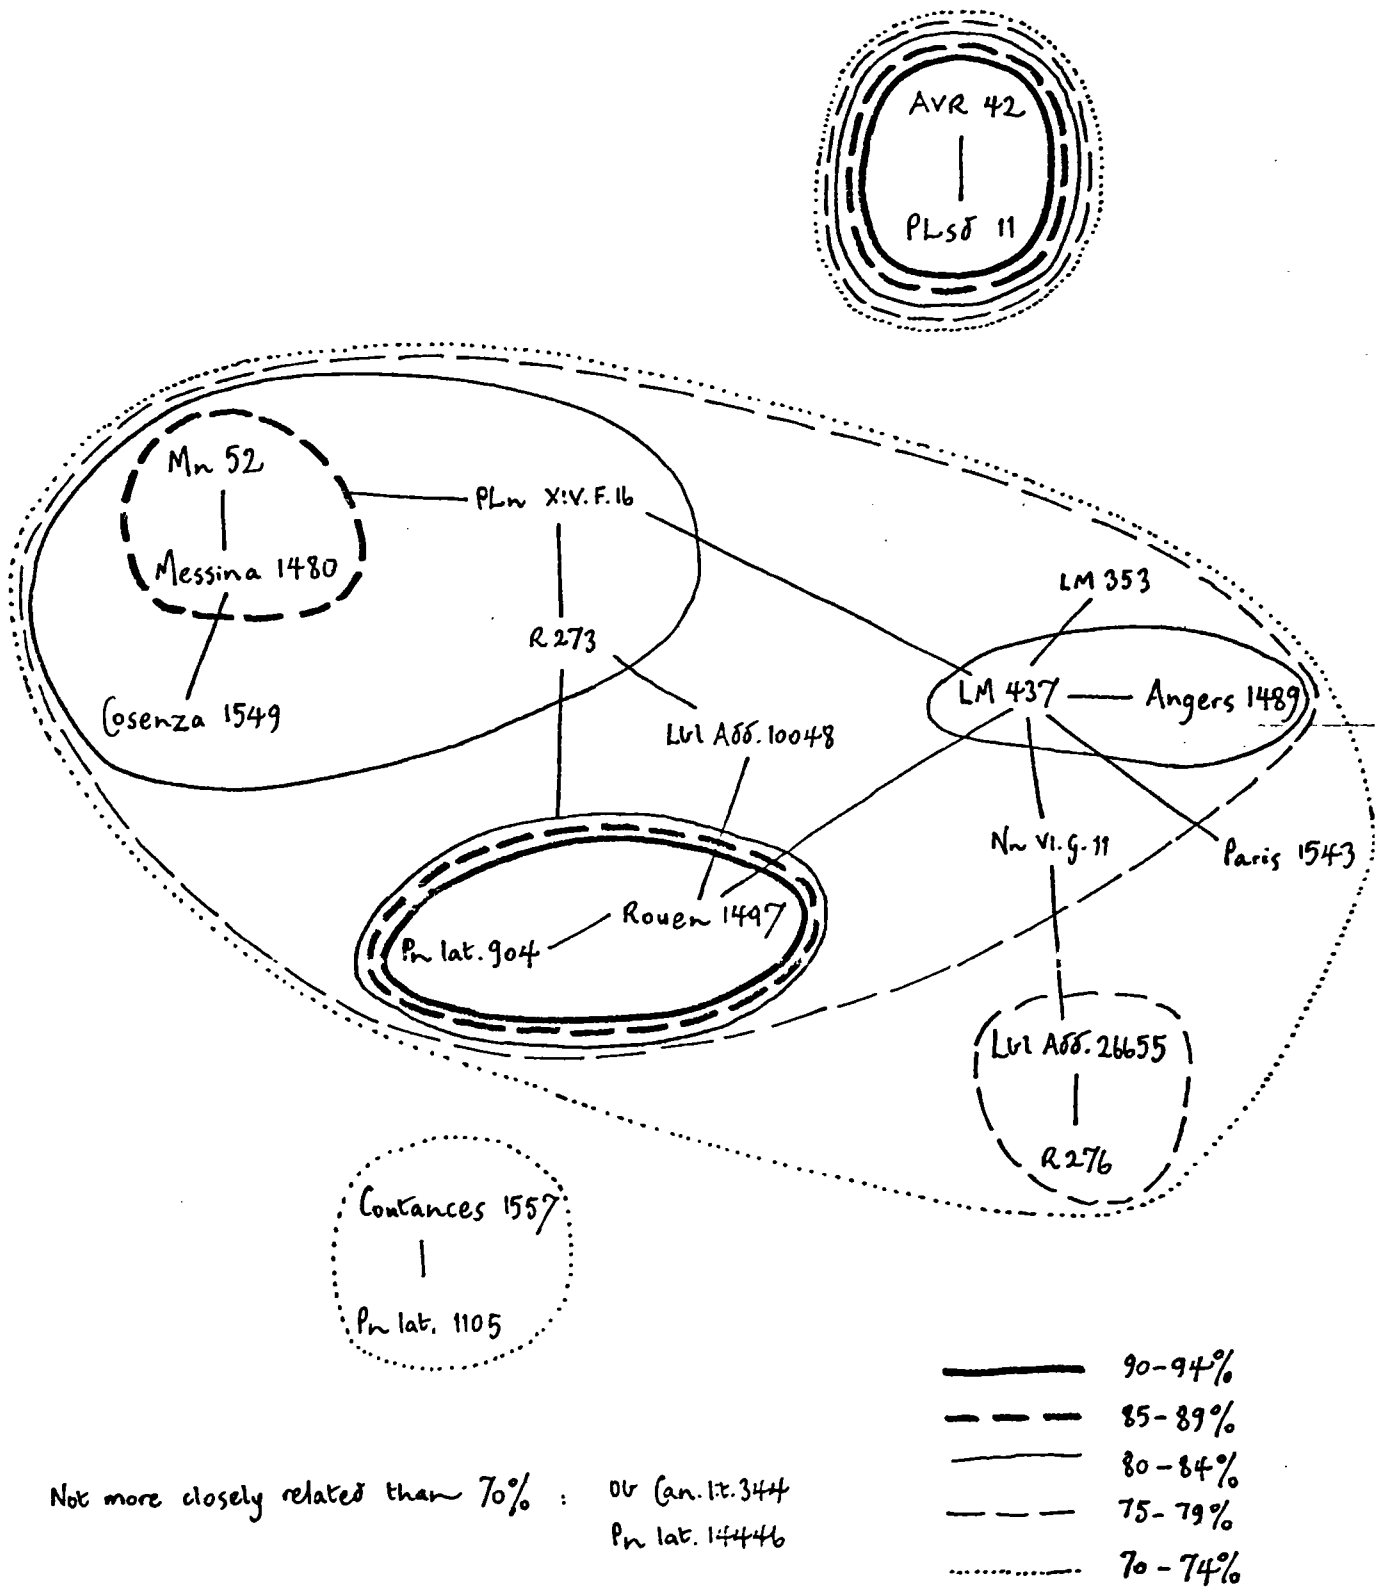 AVR 42
PLsd 11
Mn 52
PLn XIV.F.16
Messina 1480
LM 353
R 273
LM 437
Angers 1489
Cosenza 1549
Lbl Add. 10048
Nn VI.G.11
Paris 1543
Rouen 1497
Pn lat. 904
Lbl Add. 26655
R 276
Coutances 1557
Pn lat. 1105
90-94%
85-89%
80-84%
75-79%
70-74%
Not more closely related than 70% : Ob Can.lit.344
Pn lat. 14446